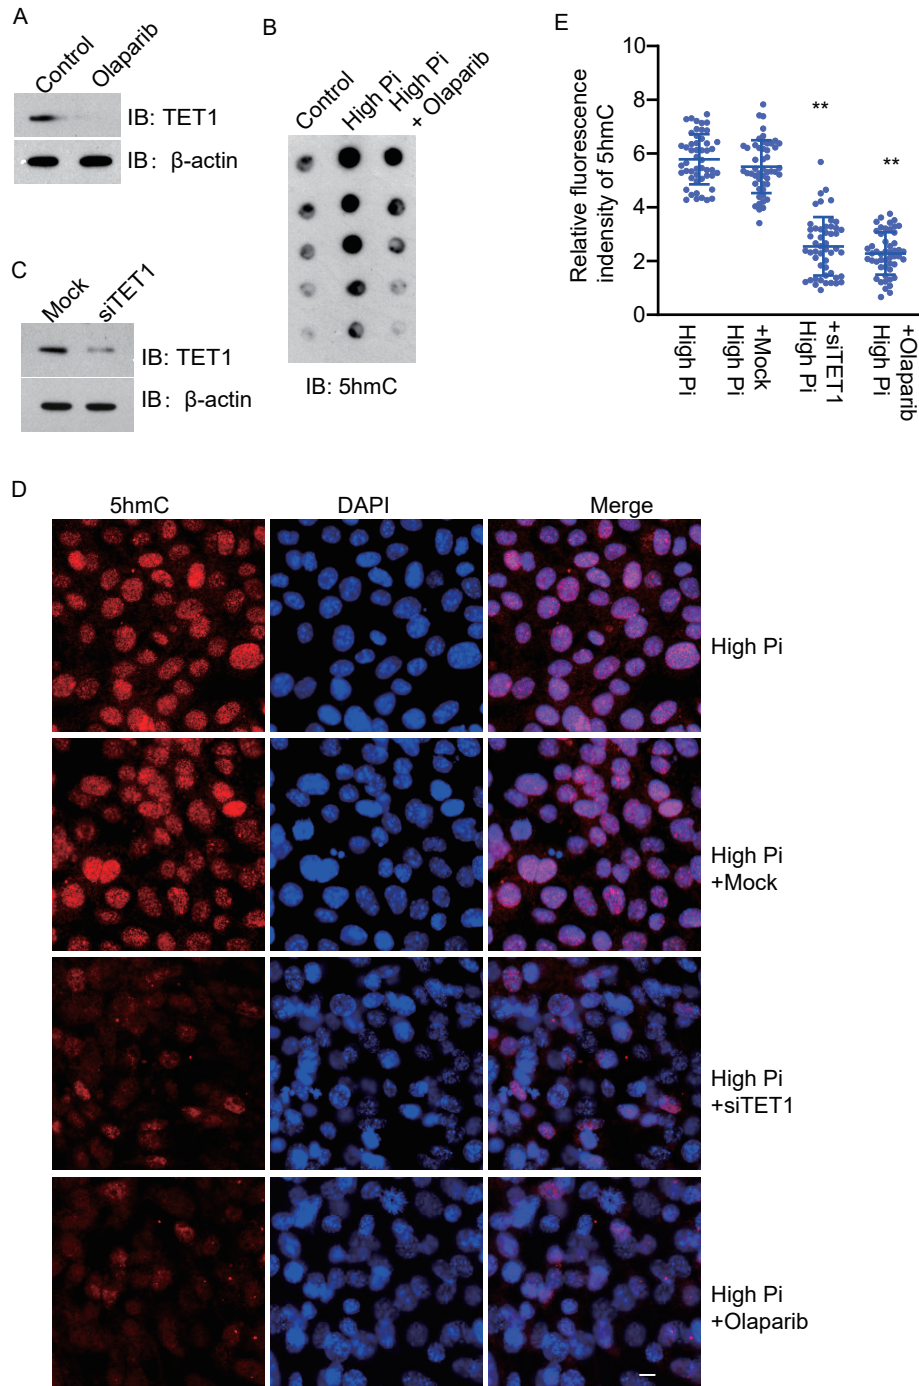 A
Control
Olaparib
IB: TET1
IB: β-actin
B
Control
High Pi
High Pi
+ Olaparib
IB: 5hmC
C
Mock
siTET1
IB: TET1
IB: β-actin
E
Relative fluorescence
indensity of 5hmC
10
8
6
4
2
0
**
**
High Pi
High Pi
+Mock
High Pi
+siTET1
High Pi
+Olaparib
D
5hmC
DAPI
Merge
High Pi
High Pi
+Mock
High Pi
+siTET1
High Pi
+Olaparib